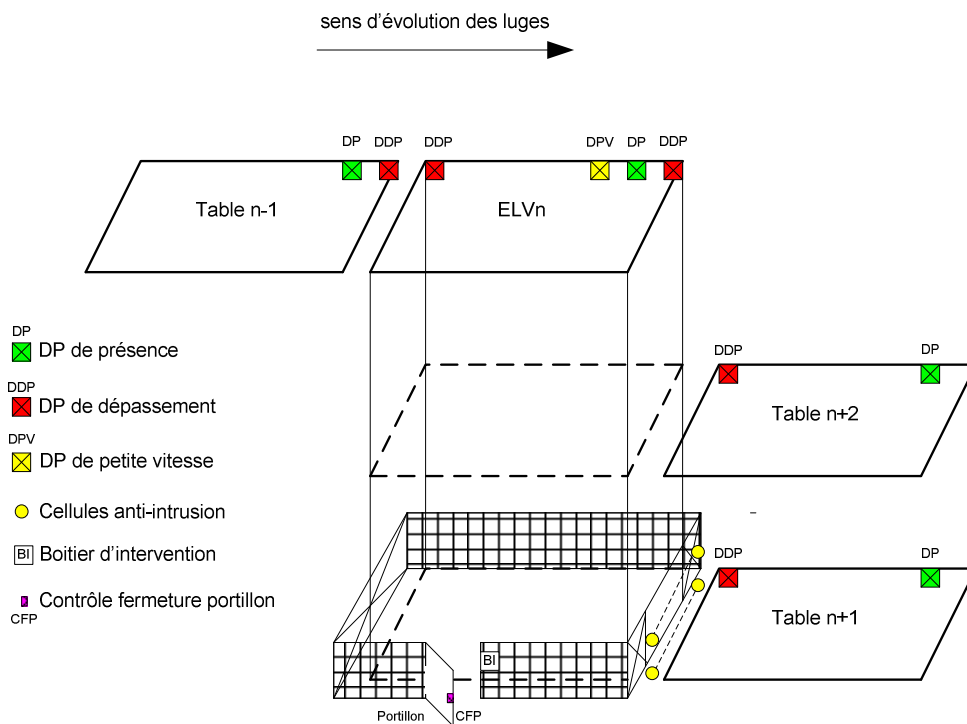 sens d'évolution des luges
DP
DDP
DDP
DPV
DP
DDP
Table n-1
ELVn
DP
DP de présence
DDP
DP
DDP
DP de dépassement
Table n+2
DPV
DP de petite vitesse
Cellules anti-intrusion
BI
Boitier d'intervention
DDP
DP
Contrôle fermeture portillon
CFP
Table n+1
BI
Portillon
CFP